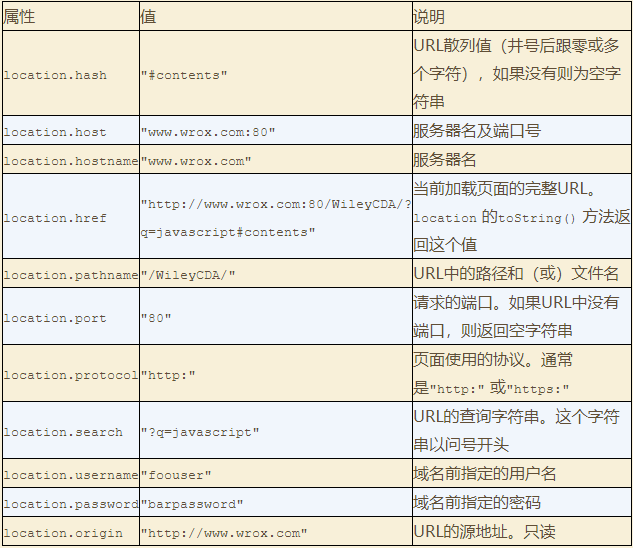 属性 值 说明
location.hash "#contents" URL散列值（井号后跟零或多
个字符），如果没有则为空字
符串
location.host "www.wrox.com:80" 服务器名及端口号
location.hostname "www.wrox.com" 服务器名
location.href "http://www.wrox.com:80/WileyCDA/?
q=javascript#contents" 当前加载页面的完整URL。
location 的toString() 方法返
回这个值
location.pathname "/WileyCDA/" URL中的路径和（或）文件名
location.port "80" 请求的端口。如果URL中没有
端口，则返回空字符串
location.protocol "http:" 页面使用的协议。通常
是"http:" 或"https:"
location.search "?q=javascript" URL的查询字符串。这个字符
串以问号开头
location.username "foouser" 域名前指定的用户名
location.password "barpassword" 域名前指定的密码
location.origin "http://www.wrox.com" URL的源地址。只读